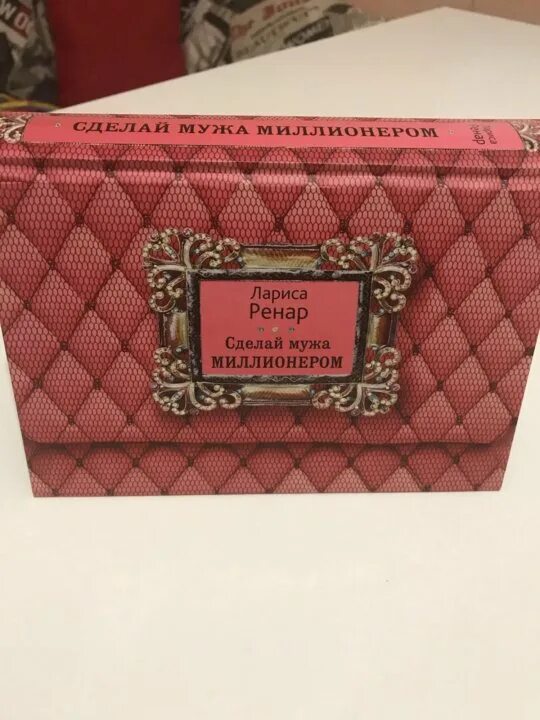 СДЕЛАЙ МУЖА МИЛЛИОНЕРОМ
Лариса
Ренар
Сделай мужа
МИЛЛИОНЕРОМ